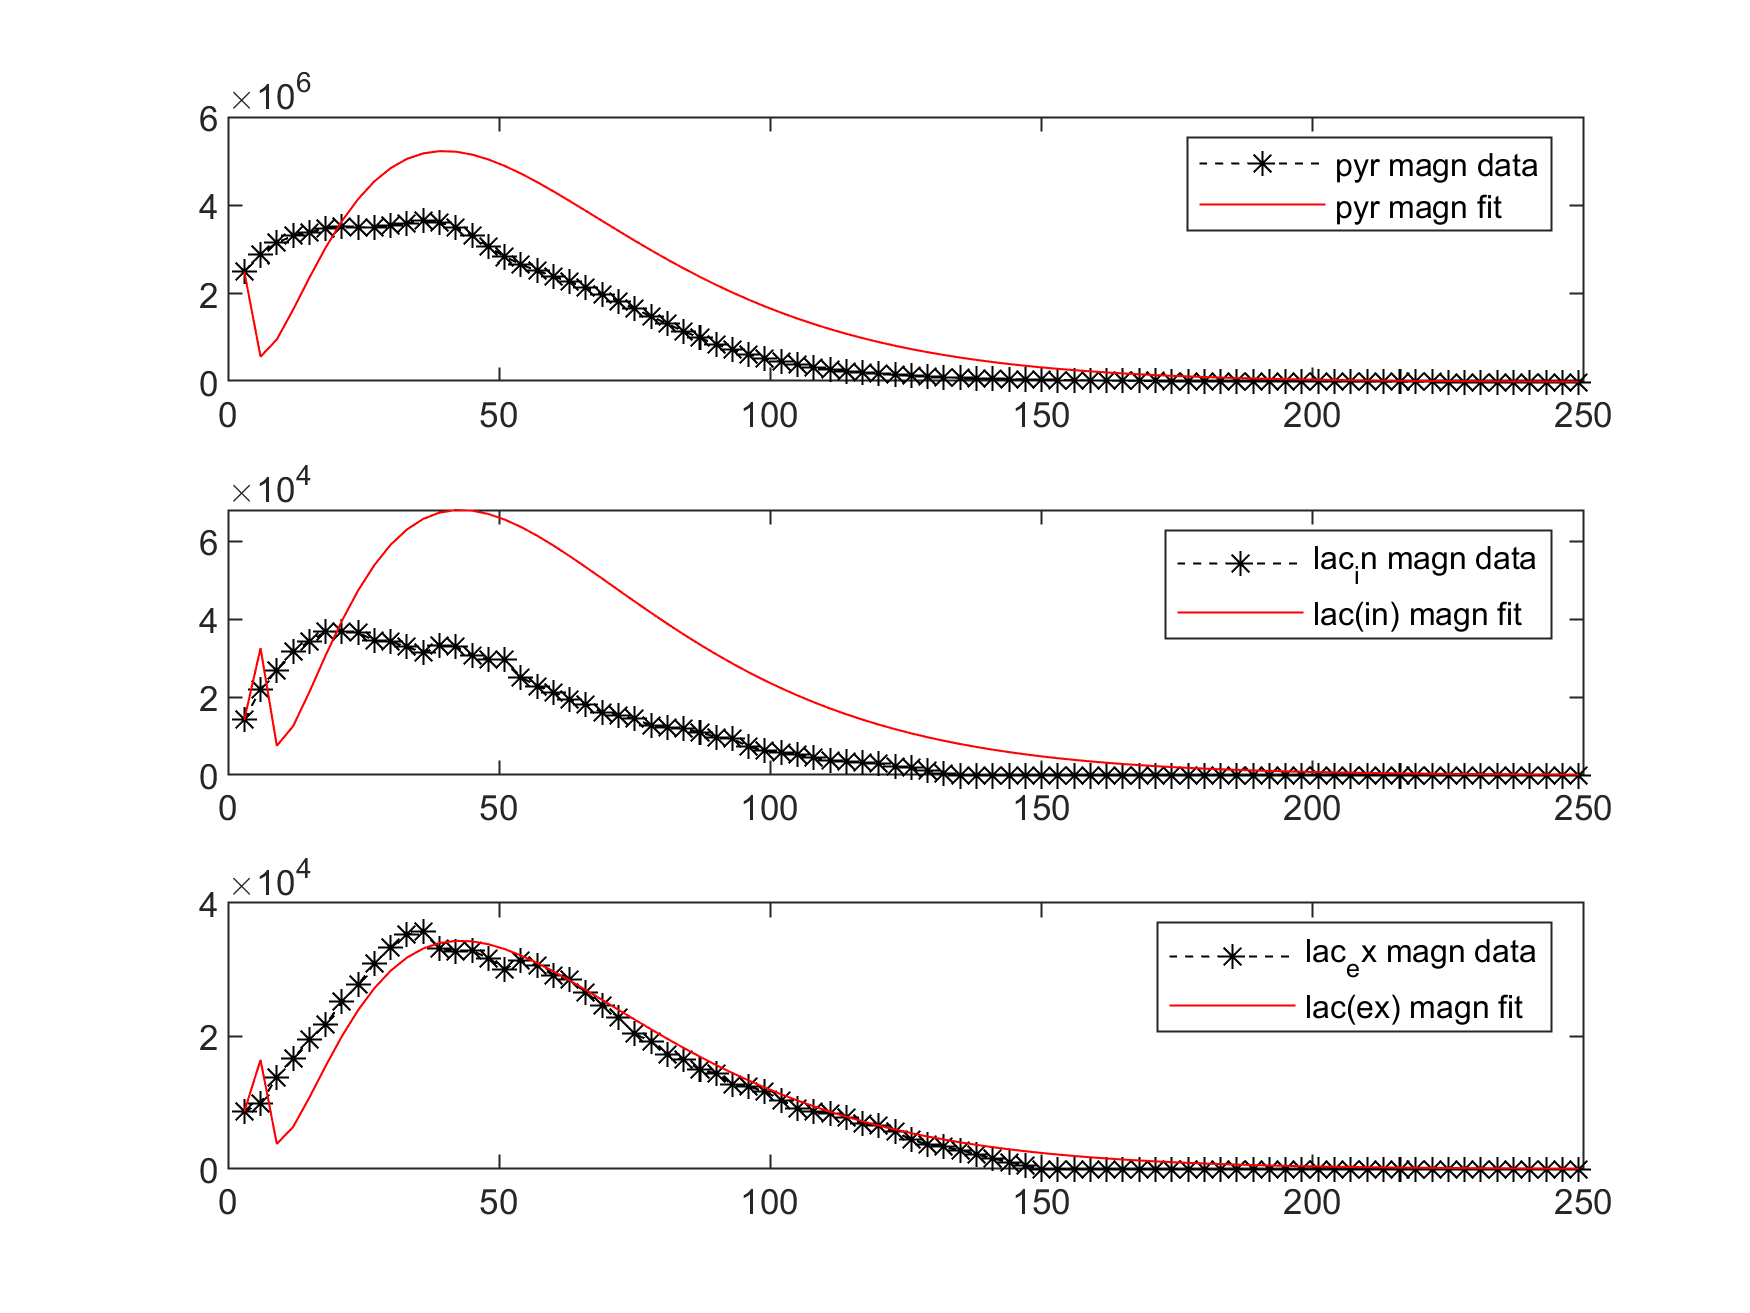 ×10^6
6
4
2
0
0 50 100 150 200 250
pyr magn data
pyr magn fit
×10^4
6
4
2
0
0 50 100 150 200 250
lac_in magn data
lac(in) magn fit
×10^4
4
2
0
0 50 100 150 200 250
lac_ex magn data
lac(ex) magn fit